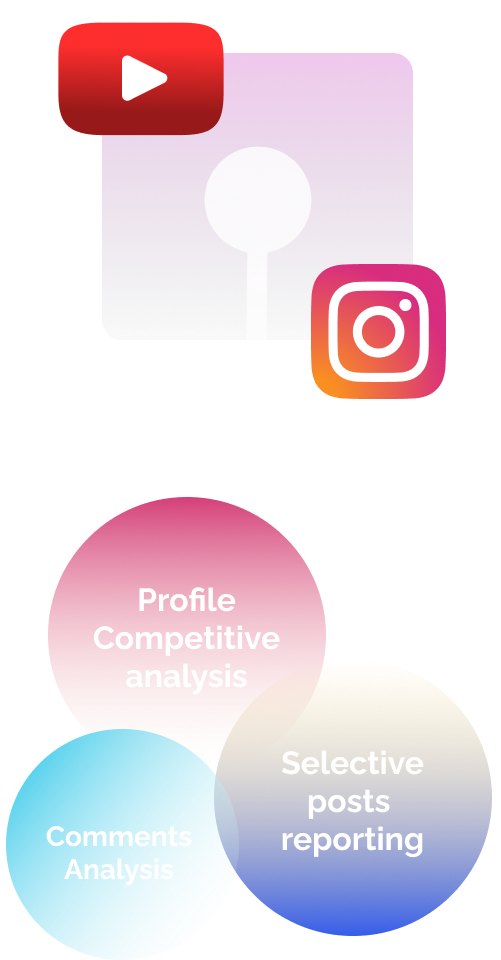 Profile
Competitive
analysis
Selective
posts
reporting
Comments
Analysis